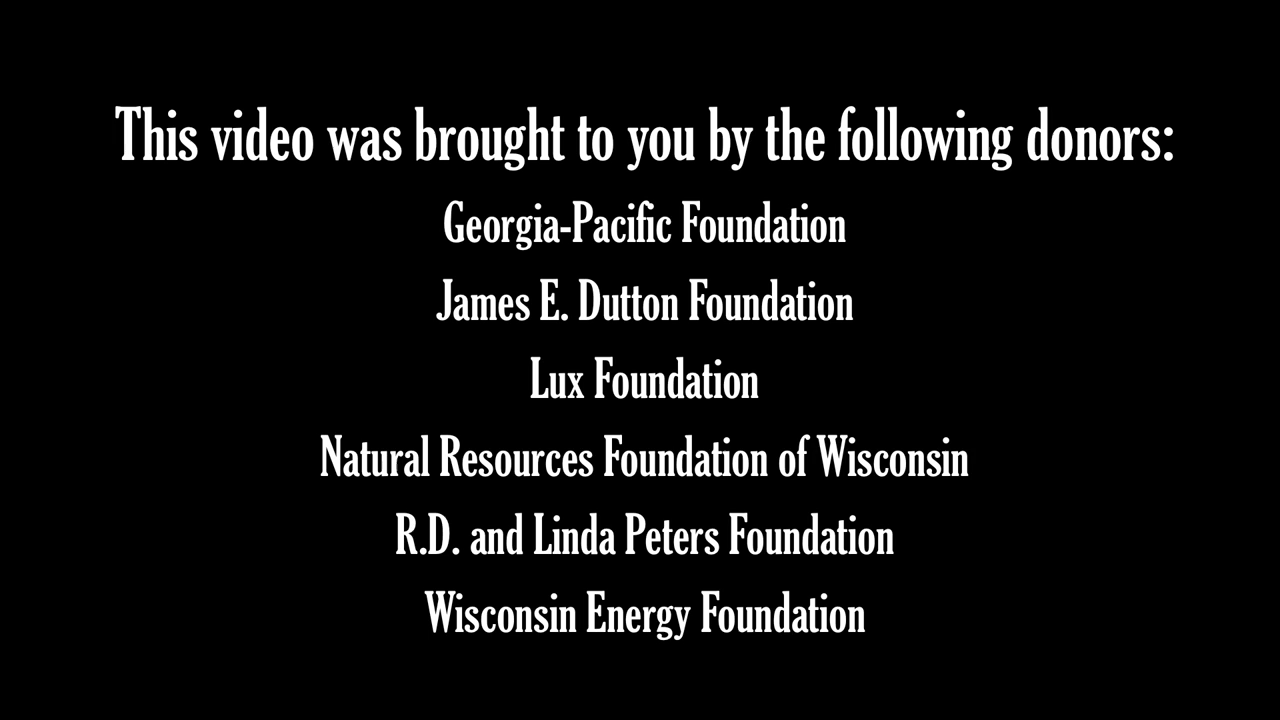 This video was brought to you by the following donors:
Georgia-Pacific Foundation
James E. Dutton Foundation
Lux Foundation
Natural Resources Foundation of Wisconsin
R.D. and Linda Peters Foundation
Wisconsin Energy Foundation